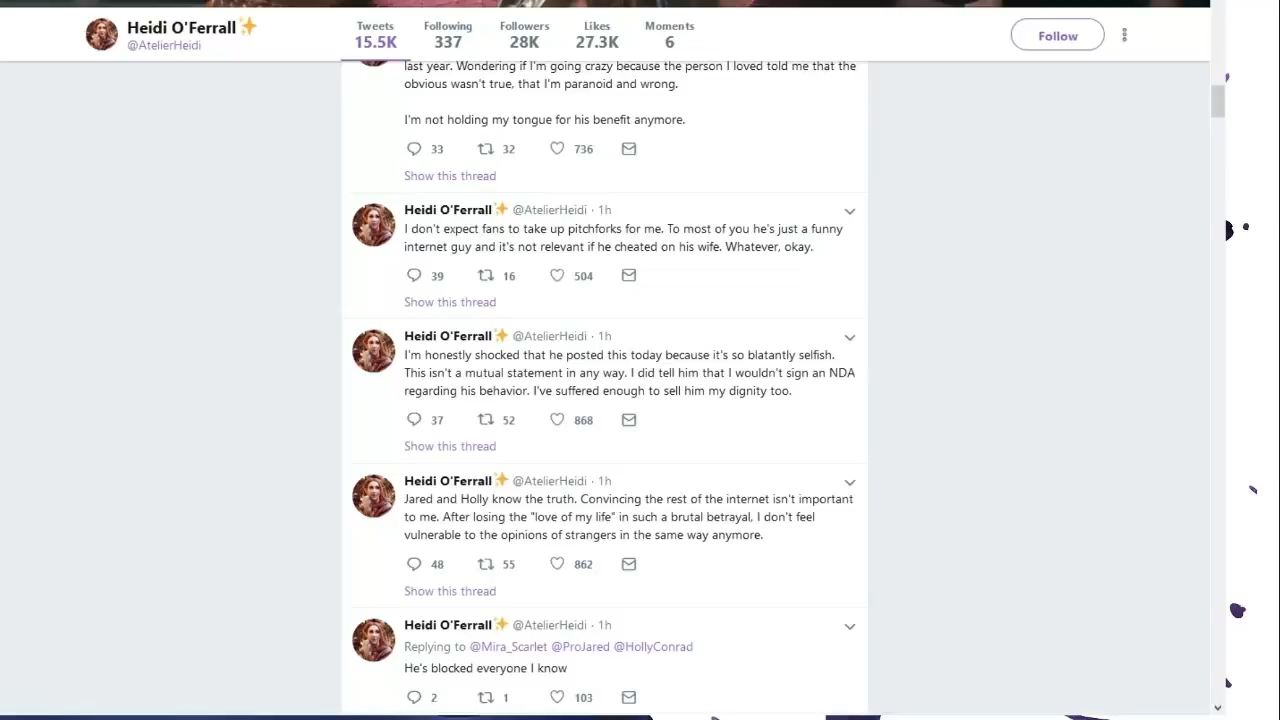 Heidi O'Ferrall✨
@AtelierHeidi
Tweets
15.5K
Following
337
Followers
28K
Likes
27.3K
Moments
6
Follow
last year. Wondering if I'm going crazy because the person I loved told me that the
obvious wasn't true, that I'm paranoid and wrong.
I'm not holding my tongue for his benefit anymore.
33 32 736
Show this thread
Heidi O'Ferrall✨ @AtelierHeidi · 1h
I don't expect fans to take up pitchforks for me. To most of you he's just a funny
internet guy and it's not relevant if he cheated on his wife. Whatever, okay.
39 16 504
Show this thread
Heidi O'Ferrall✨ @AtelierHeidi · 1h
I'm honestly shocked that he posted this today because it's so blatantly selfish.
This isn't a mutual statement in any way. I did tell him that I wouldn't sign an NDA
regarding his behavior. I've suffered enough to sell him my dignity too.
37 52 868
Show this thread
Heidi O'Ferrall✨ @AtelierHeidi · 1h
Jared and Holly know the truth. Convincing the rest of the internet isn't important
to me. After losing the "love of my life" in such a brutal betrayal, I don't feel
vulnerable to the opinions of strangers in the same way anymore.
48 55 862
Show this thread
Heidi O'Ferrall✨ @AtelierHeidi · 1h
Replying to @Mira_Scarlet @ProJared @HollyConrad
He's blocked everyone I know
2 1 103